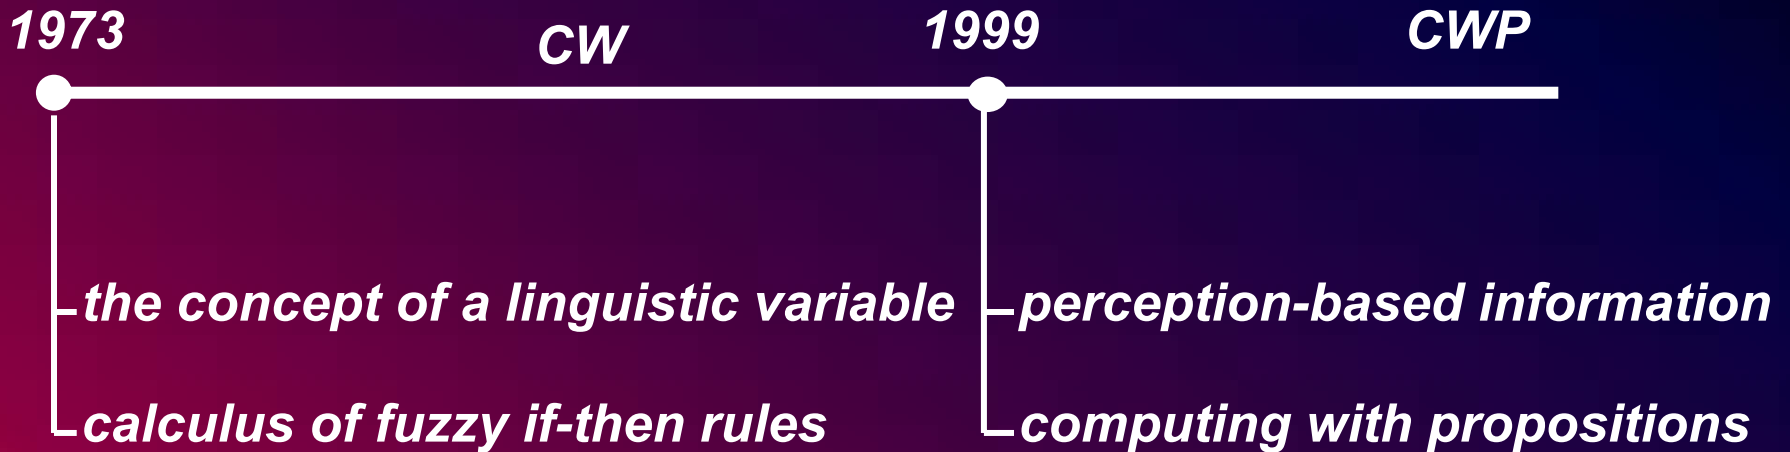 1973
CW
1999
CWP
the concept of a linguistic variable
calculus of fuzzy if-then rules
perception-based information
computing with propositions